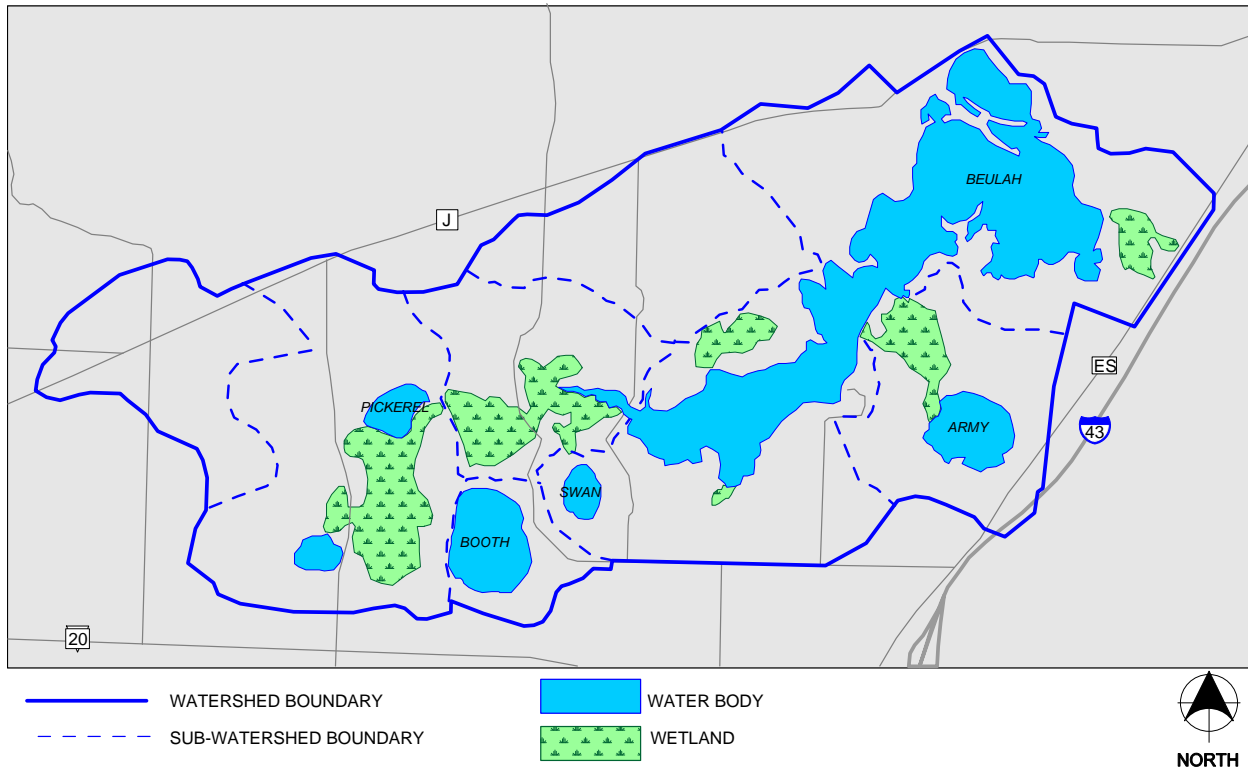 BEULAH
J
ES
PICKEREL
ARMY
43
SWAN
BOOTH
20
WATERSHED BOUNDARY
WATER BODY
SUB-WATERSHED BOUNDARY
WETLAND
NORTH